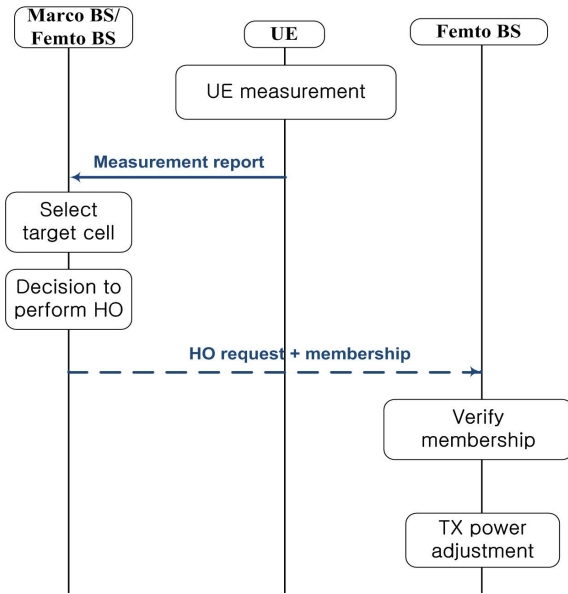 Marco BS/
Femto BS
UE
Femto BS
UE measurement
Measurement report
Select
target cell
Decision to
perform HO
HO request + membership
Verify
membership
TX power
adjustment